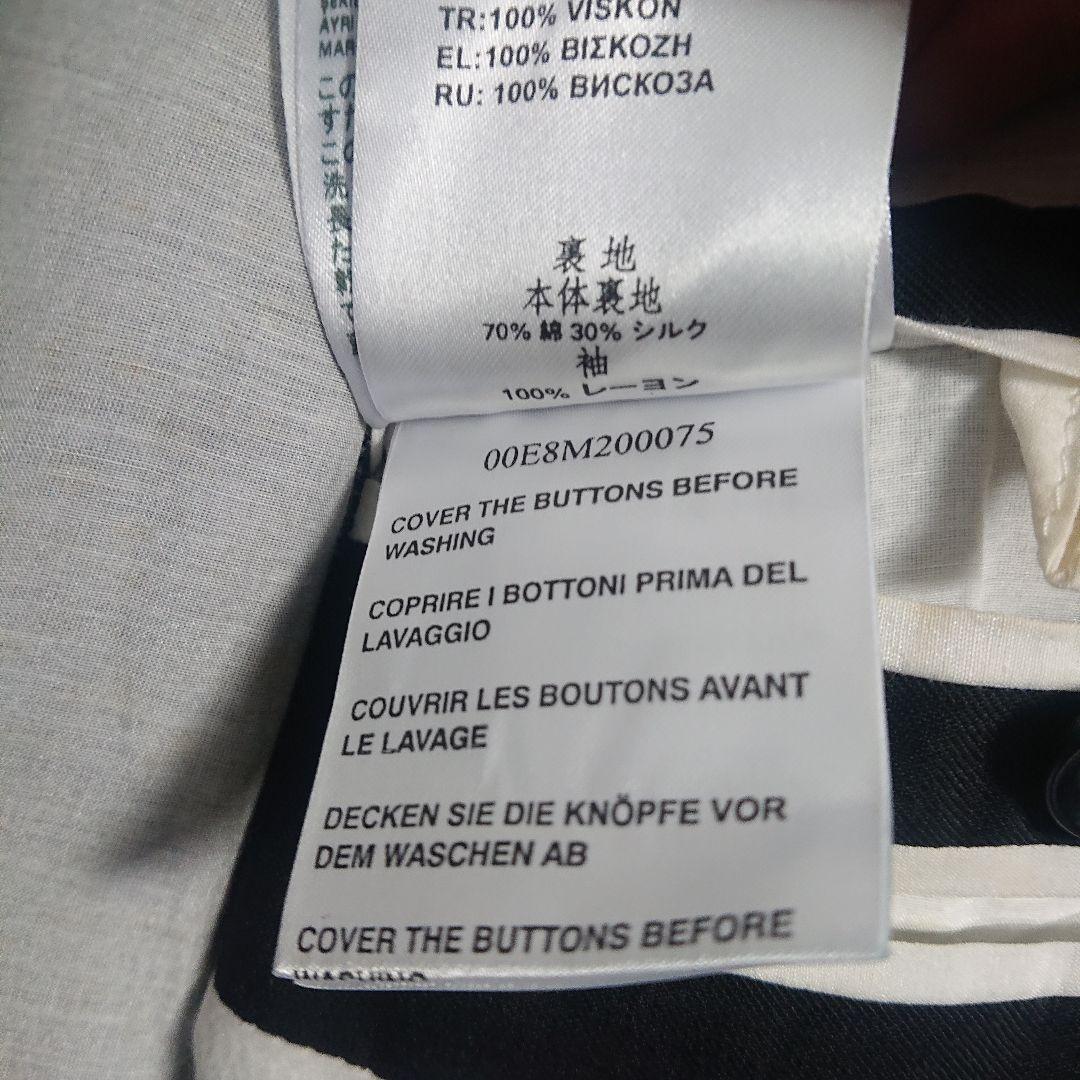 AYRI
MAR
TR:100% VISKON
EL:100% ΒΙΣΚΟΖΗ
RU: 100% ВИСКОЗА
裏地
本体裏地
70% 綿 30% シルク
袖
100% レーヨン
00E8M200075
COVER THE BUTTONS BEFORE
WASHING
COPRIRE I BOTTONI PRIMA DEL
LAVAGGIO
COUVRIR LES BOUTONS AVANT
LE LAVAGE
DECKEN SIE DIE KNÖPFE VOR
DEM WASCHEN AB
COVER THE BUTTONS BEFORE